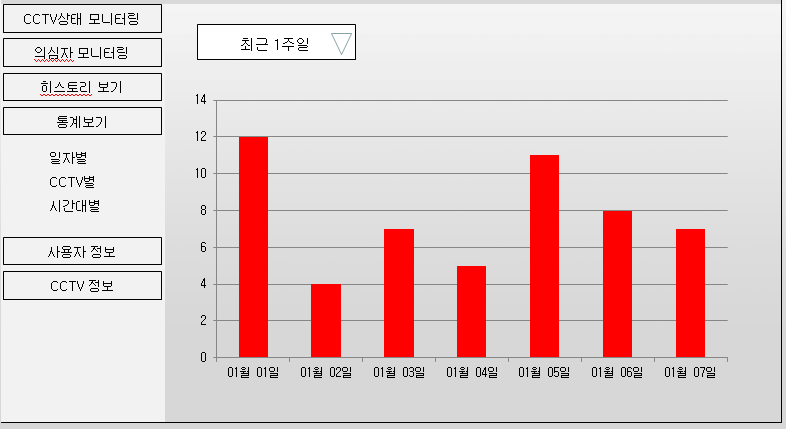 CCTV상태 모니터링
의심자 모니터링
히스토리 보기
통계보기
일자별
CCTV별
시간대별
사용자 정보
CCTV 정보
최근 1주일
14
12
10
8
6
4
2
0
01월 01일 01월 02일 01월 03일 01월 04일 01월 05일 01월 06일 01월 07일